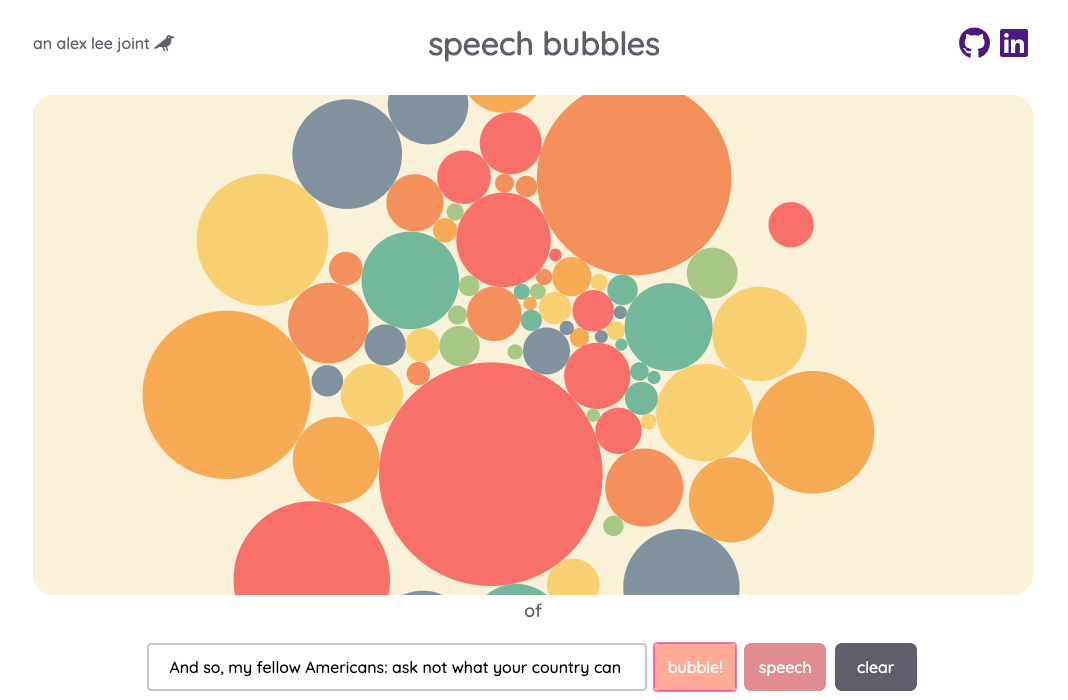 an alex lee joint
speech bubbles
in
of
And so, my fellow Americans: ask not what your country can
bubble!
speech
clear